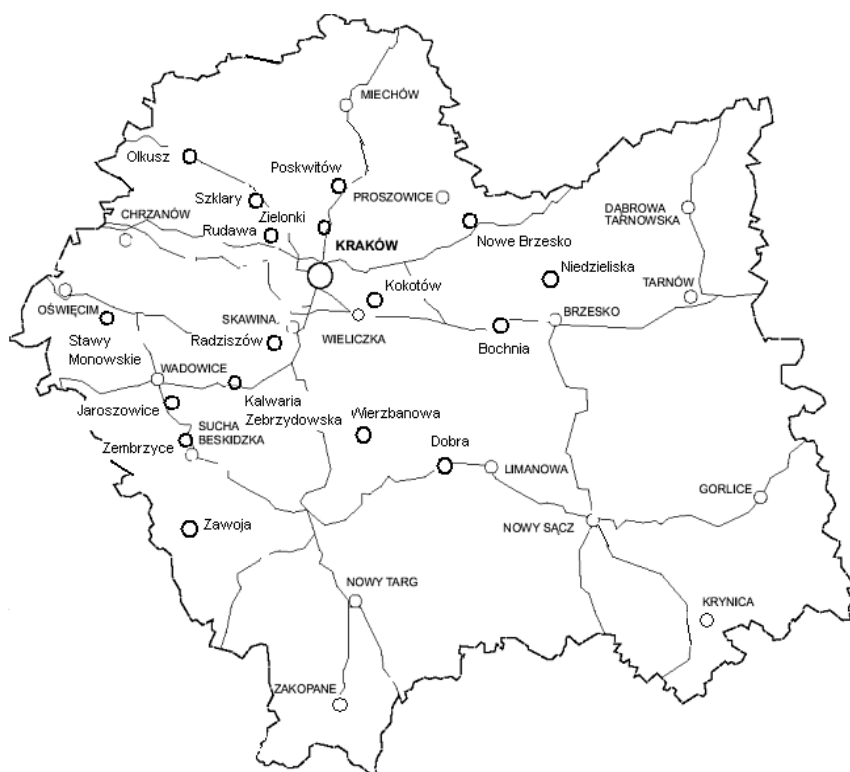 MIECHÓW
Olkusz
Poskwitów
Szklary
PROSZOWICE
Zielonki
DĄBROWA
TARNOWSKA
CHRZANÓW
Rudawa
KRAKÓW
Nowe Brzesko
Niedzieliska
Kokotów
TARNÓW
OŚWIĘCIM
SKAWINA
WIELICZKA
BRZESKO
Stawy
Monowskie
Radziszów
Bochnia
WADOWICE
Jaroszowice
Kalwaria
Zebrzydowska
Wierzbanowa
SUCHA
BESKIDZKA
Zembrzyce
Dobra
LIMANOWA
GORLICE
Zawoja
NOWY SĄCZ
NOWY TARG
KRYNICA
ZAKOPANE